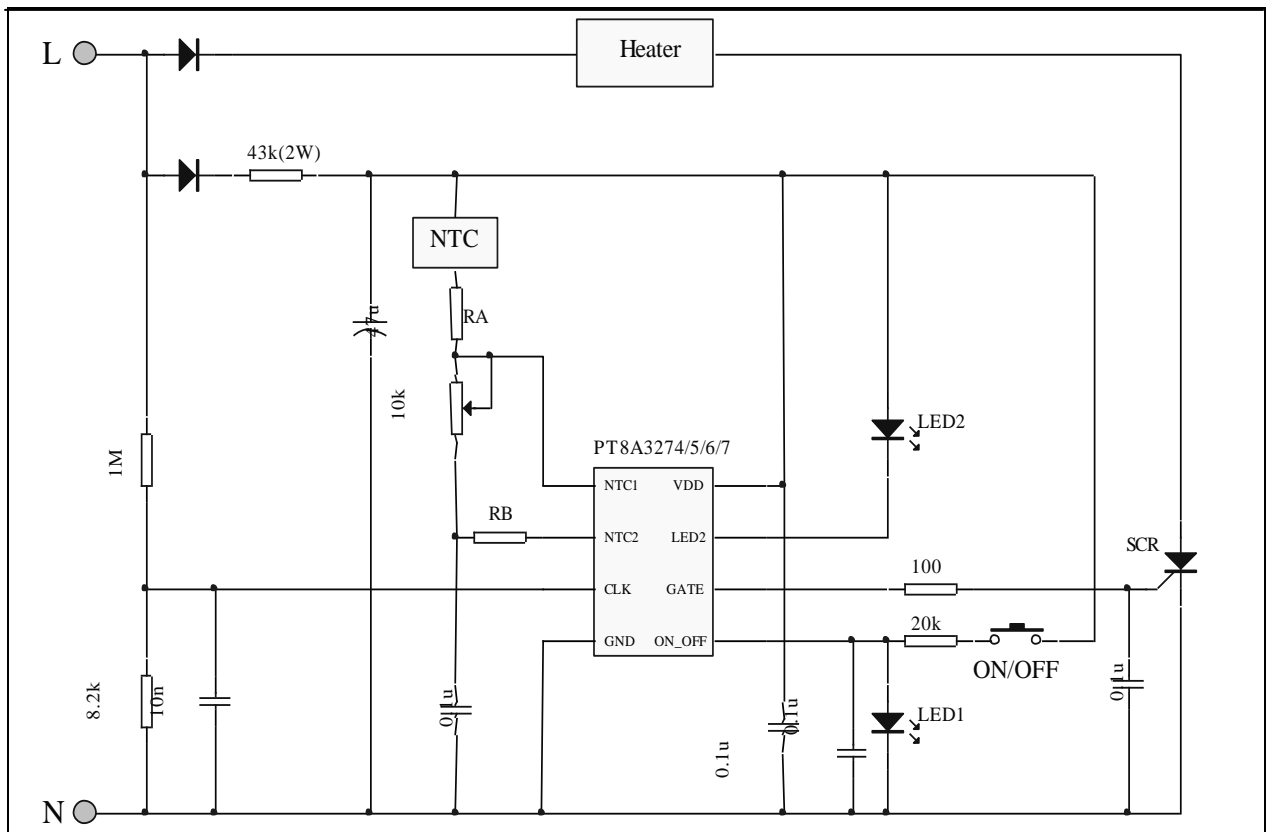 L
Heater
43k(2W)
NTC
47u
RA
10k
LED2
1M
PT8A3274/5/6/7
NTC1 VDD
RB
NTC2 LED2
SCR
100
CLK GATE
20k
GND ON_OFF
ON/OFF
8.2k
10n
0.1u
0.1u
0.1u
0.1u
LED1
N